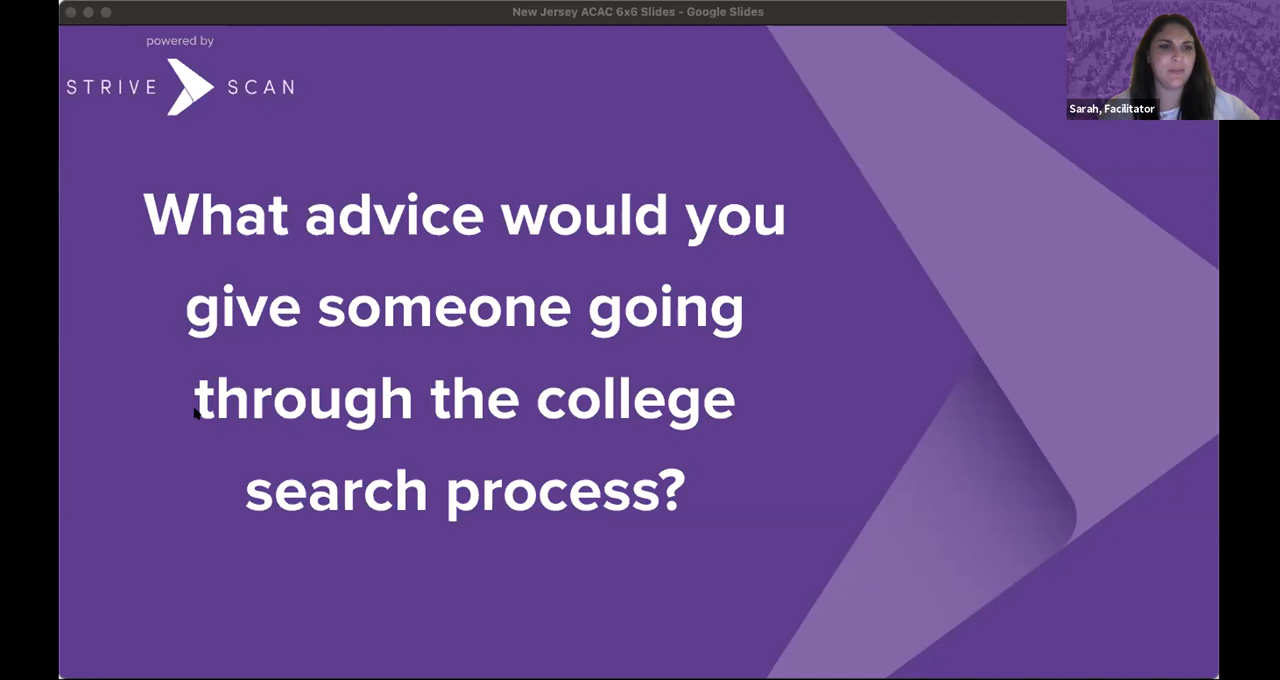 New Jersey ACAC 6x6 Slides - Google Slides
powered by
STRIVE SCAN
Sarah, Facilitator
What advice would you
give someone going
through the college
search process?